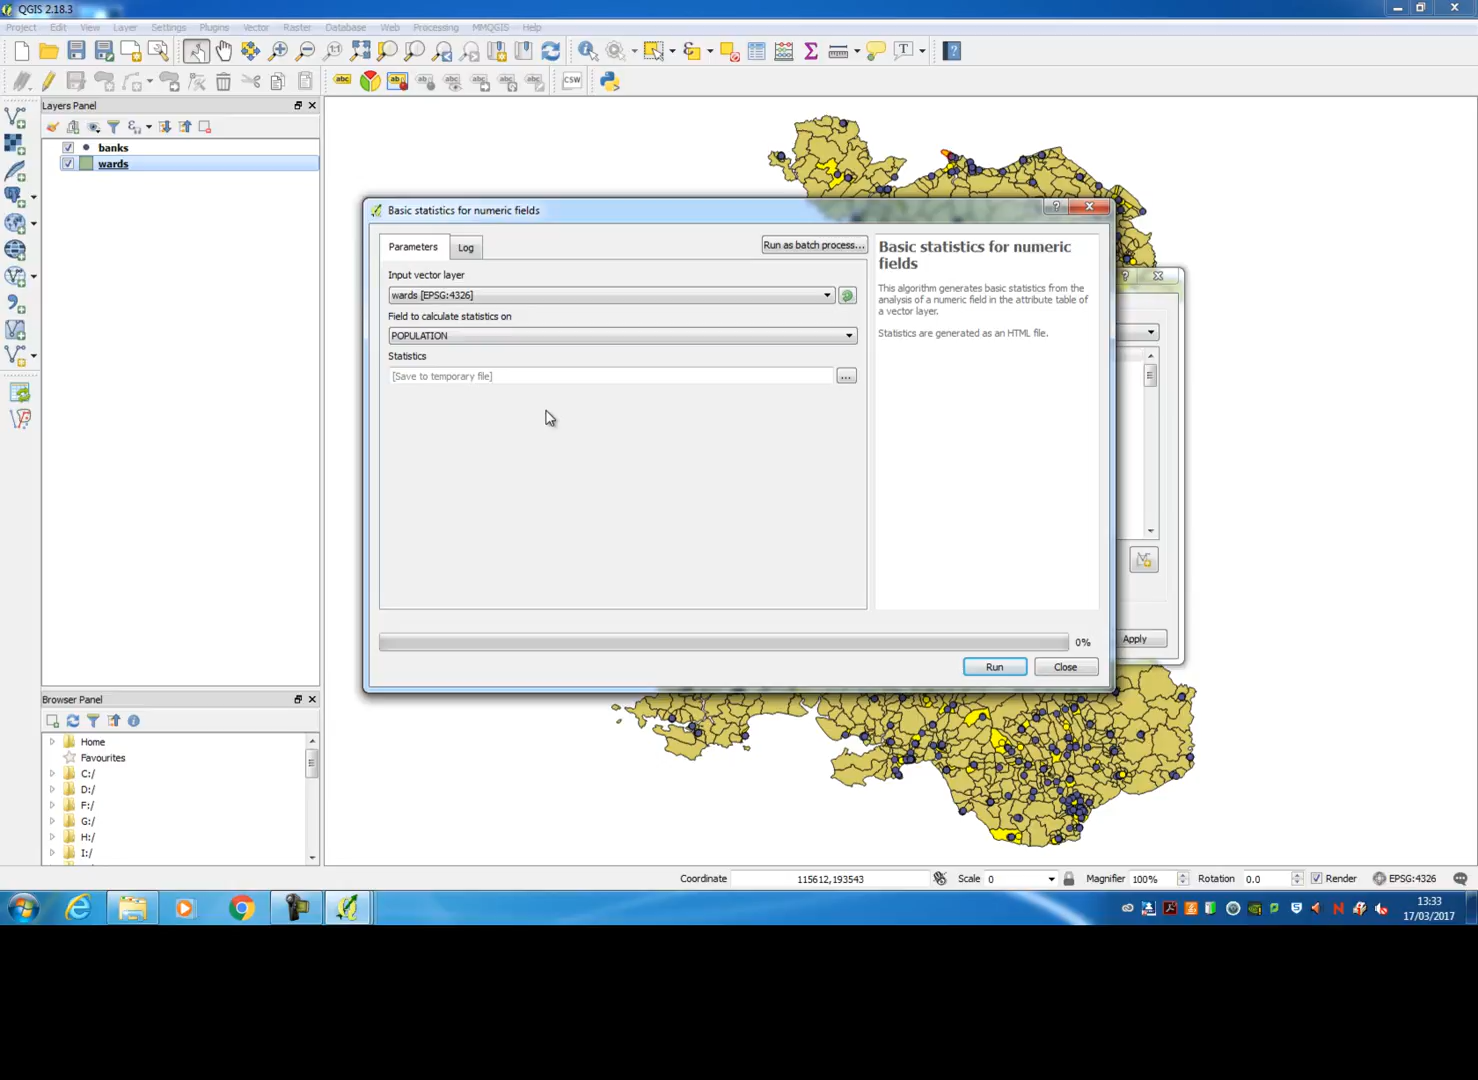 QGIS 2.18.3
Project Edit View Layer Settings Plugins Vector Raster Database Web Processing MMQGIS Help
abc
CSW
Layers Panel
banks
wards
Basic statistics for numeric fields
Parameters
Log
Run as batch process...
Input vector layer
wards [EPSG:4326]
Field to calculate statistics on
POPULATION
Statistics
[Save to temporary file]
...
Basic statistics for numeric
fields
This algorithm generates basic statistics from the
analysis of a numeric field in the attribute table of
a vector layer.
Statistics are generated as an HTML file.
0%
Run
Close
Apply
Browser Panel
Home
Favourites
C:/
D:/
F:/
G:/
H:/
I:/
Coordinate 115612,193543 Scale 0 Magnifier 100% Rotation 0.0 Render EPSG:4326
13:33
17/03/2017